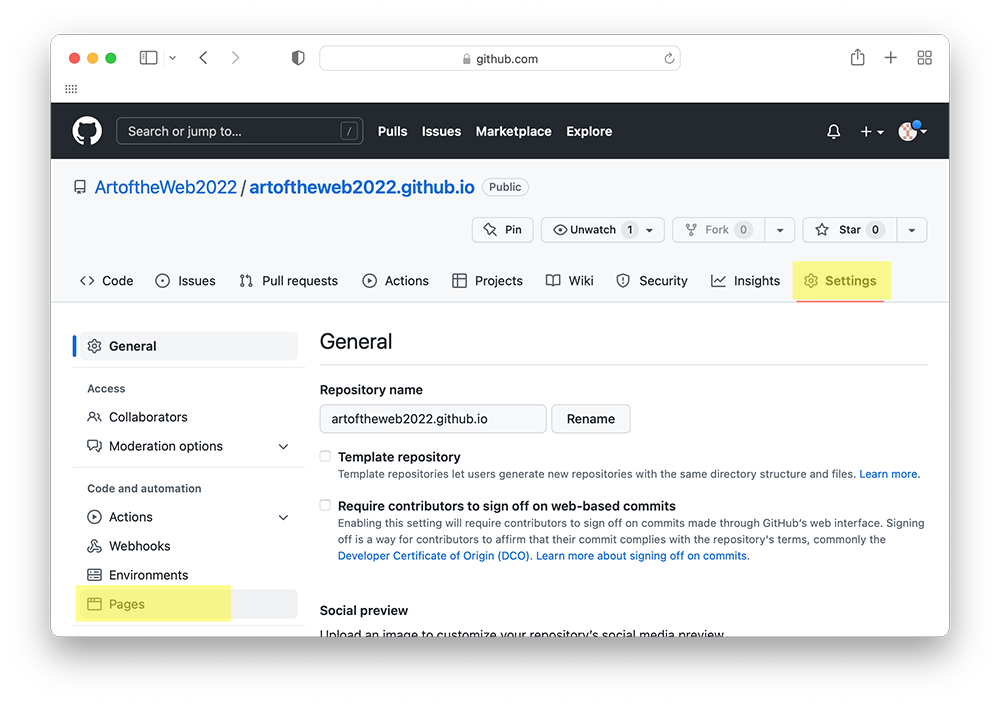 github.com
Search or jump to... /
Pulls Issues Marketplace Explore
ArtoftheWeb2022 / artoftheweb2022.github.io Public
Pin Unwatch 1 Fork 0 Star 0
Code Issues Pull requests Actions Projects Wiki Security Insights Settings
General
Access
Collaborators
Moderation options
Code and automation
Actions
Webhooks
Environments
Pages
General
Repository name
artoftheweb2022.github.io Rename
Template repository
Template repositories let users generate new repositories with the same directory structure and files. Learn more.
Require contributors to sign off on web-based commits
Enabling this setting will require contributors to sign off on commits made through GitHub's web interface. Signing
off is a way for contributors to affirm that their commit complies with the repository's terms, commonly the
Developer Certificate of Origin (DCO). Learn more about signing off on commits.
Social preview
Upload an image to customize your repository's social media preview.